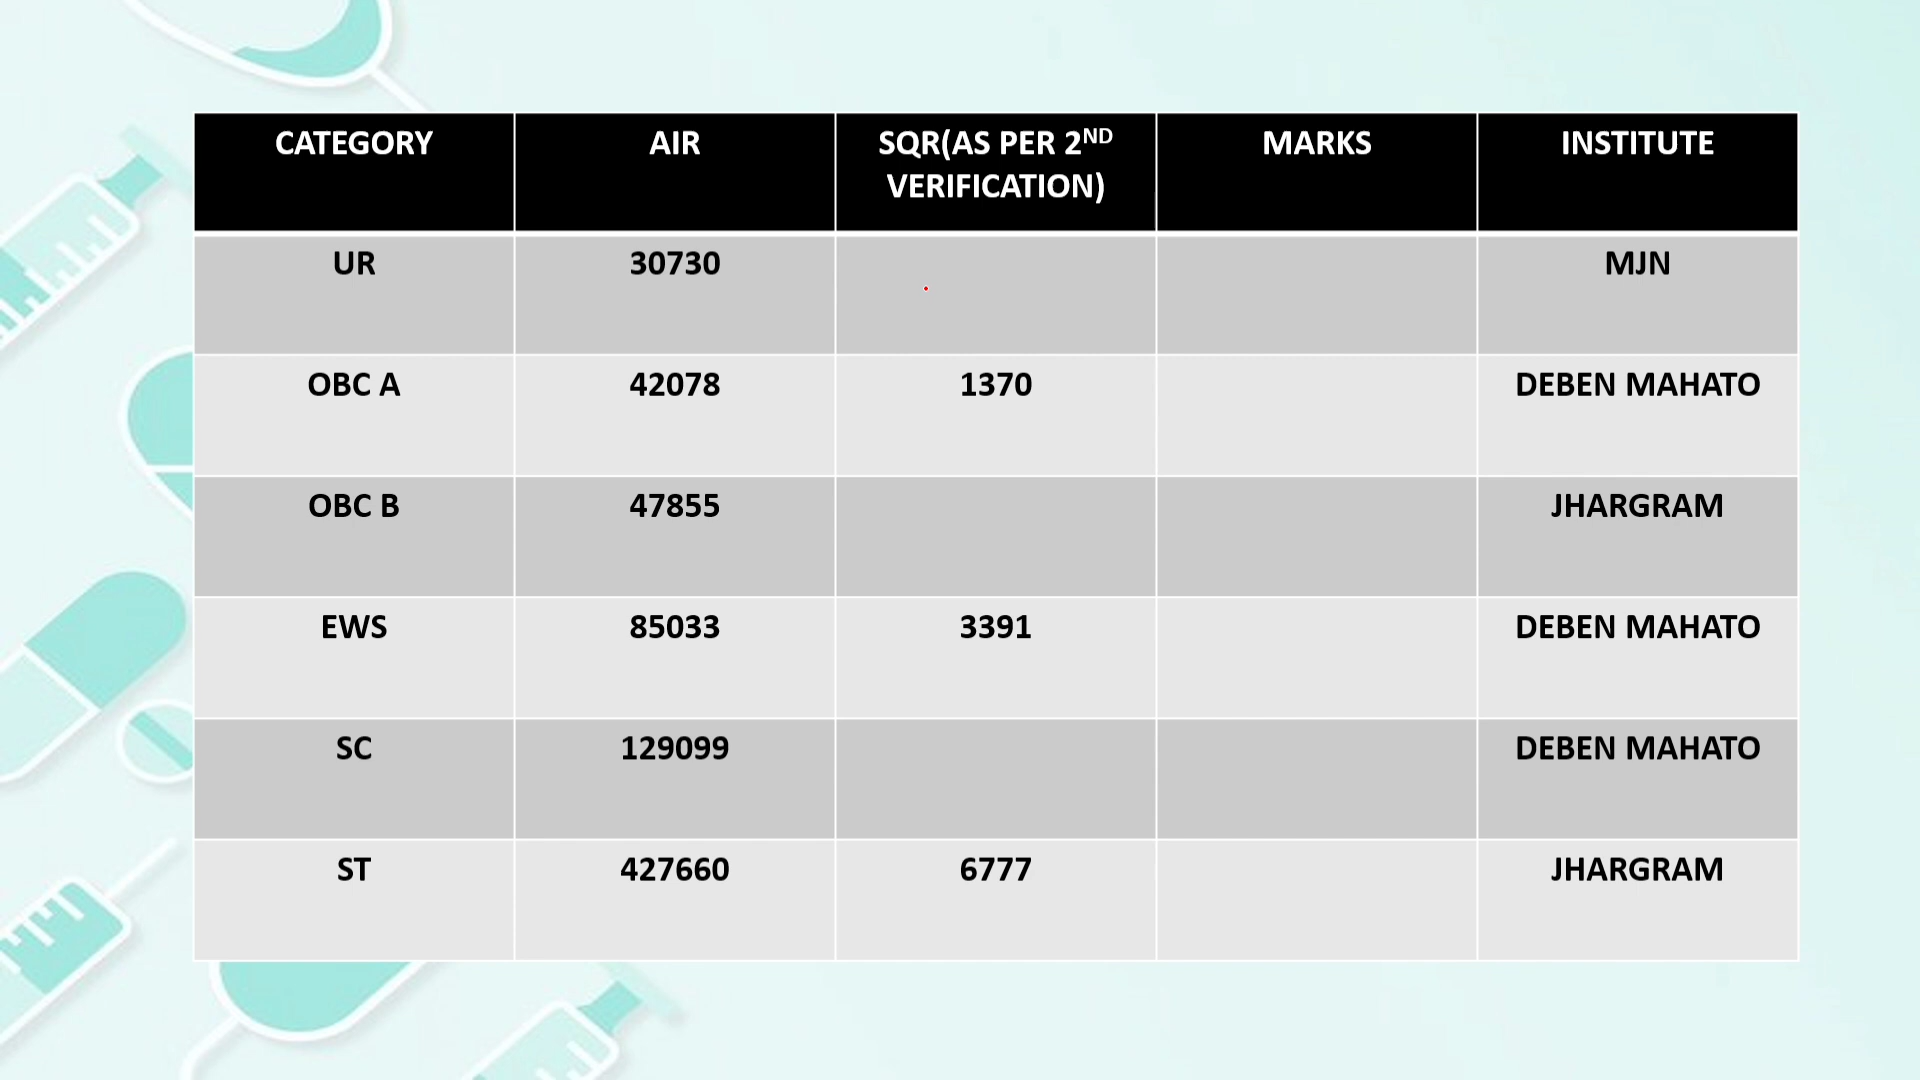 CATEGORY AIR SQR(AS PER 2ND VERIFICATION) MARKS INSTITUTE
UR 30730 MJN
OBC A 42078 1370 DEBEN MAHATO
OBC B 47855 JHARGRAM
EWS 85033 3391 DEBEN MAHATO
SC 129099 DEBEN MAHATO
ST 427660 6777 JHARGRAM